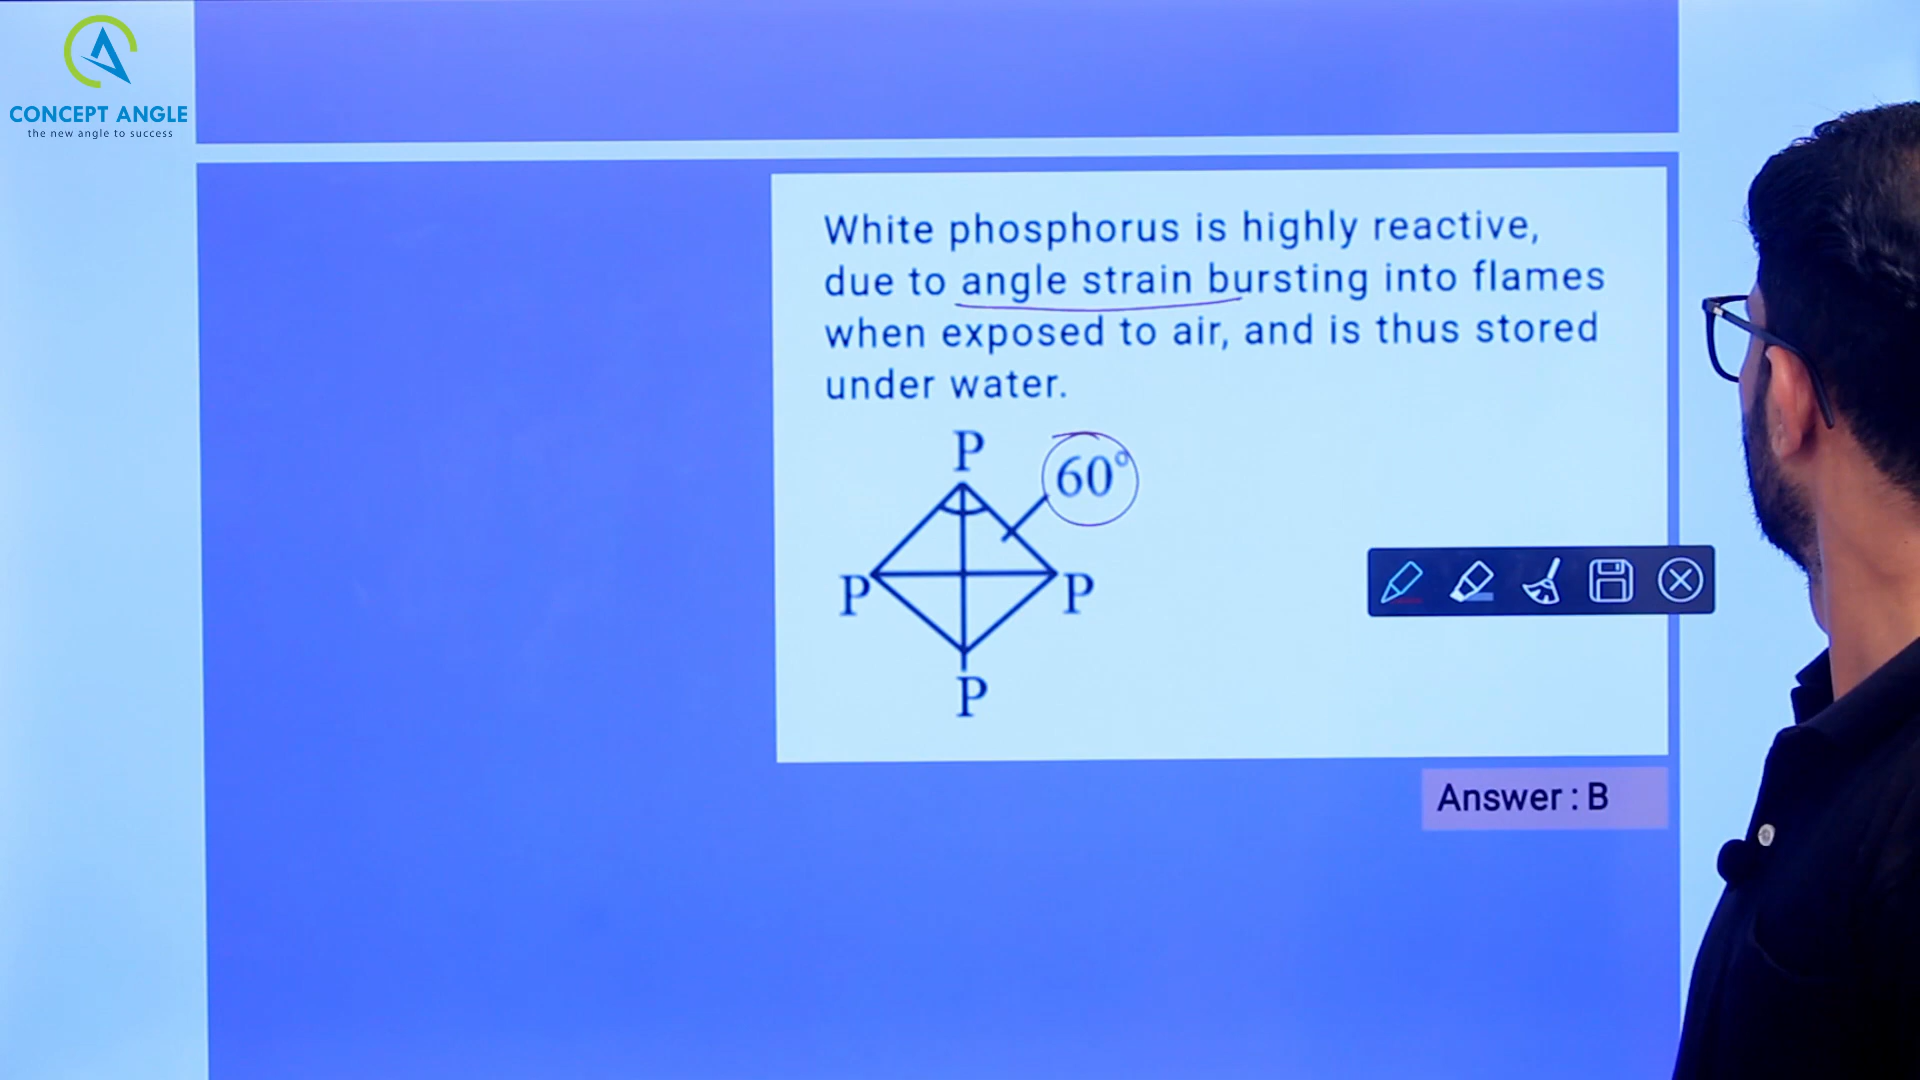 CONCEPT ANGLE
the new angle to success
White phosphorus is highly reactive,
due to angle strain bursting into flames
when exposed to air, and is thus stored
under water.
P
60°
P
P
P
Answer : B